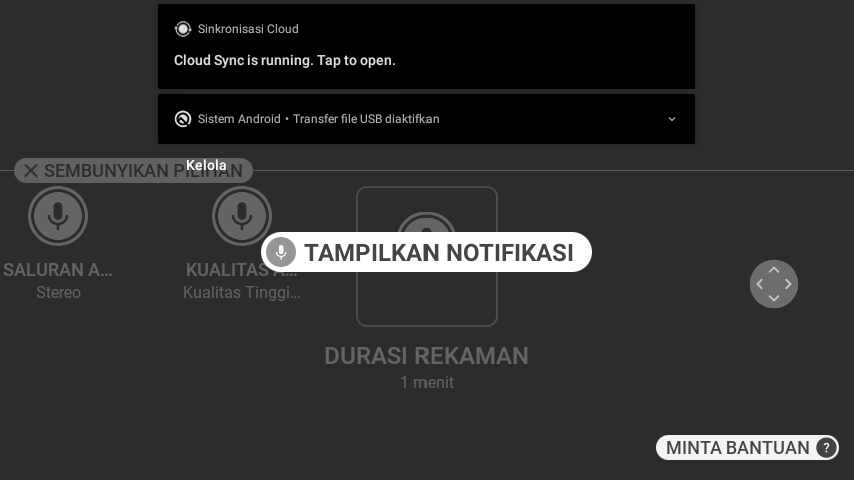 Sinkronisasi Cloud
Cloud Sync is running. Tap to open.
Sistem Android • Transfer file USB diaktifkan
Kelola
SEMBUNYIKAN PILIHAN
TAMPILKAN NOTIFIKASI
SALURAN A...
Stereo
KUALITAS A...
Kualitas Tinggi...
DURASI REKAMAN
1 menit
MINTA BANTUAN ?